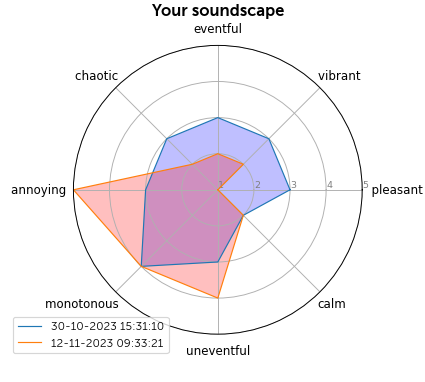 Your soundscape
eventful
chaotic
vibrant
annoying
1 2 3 4 5
pleasant
monotonous
calm
uneventful
30-10-2023 15:31:10
12-11-2023 09:33:21